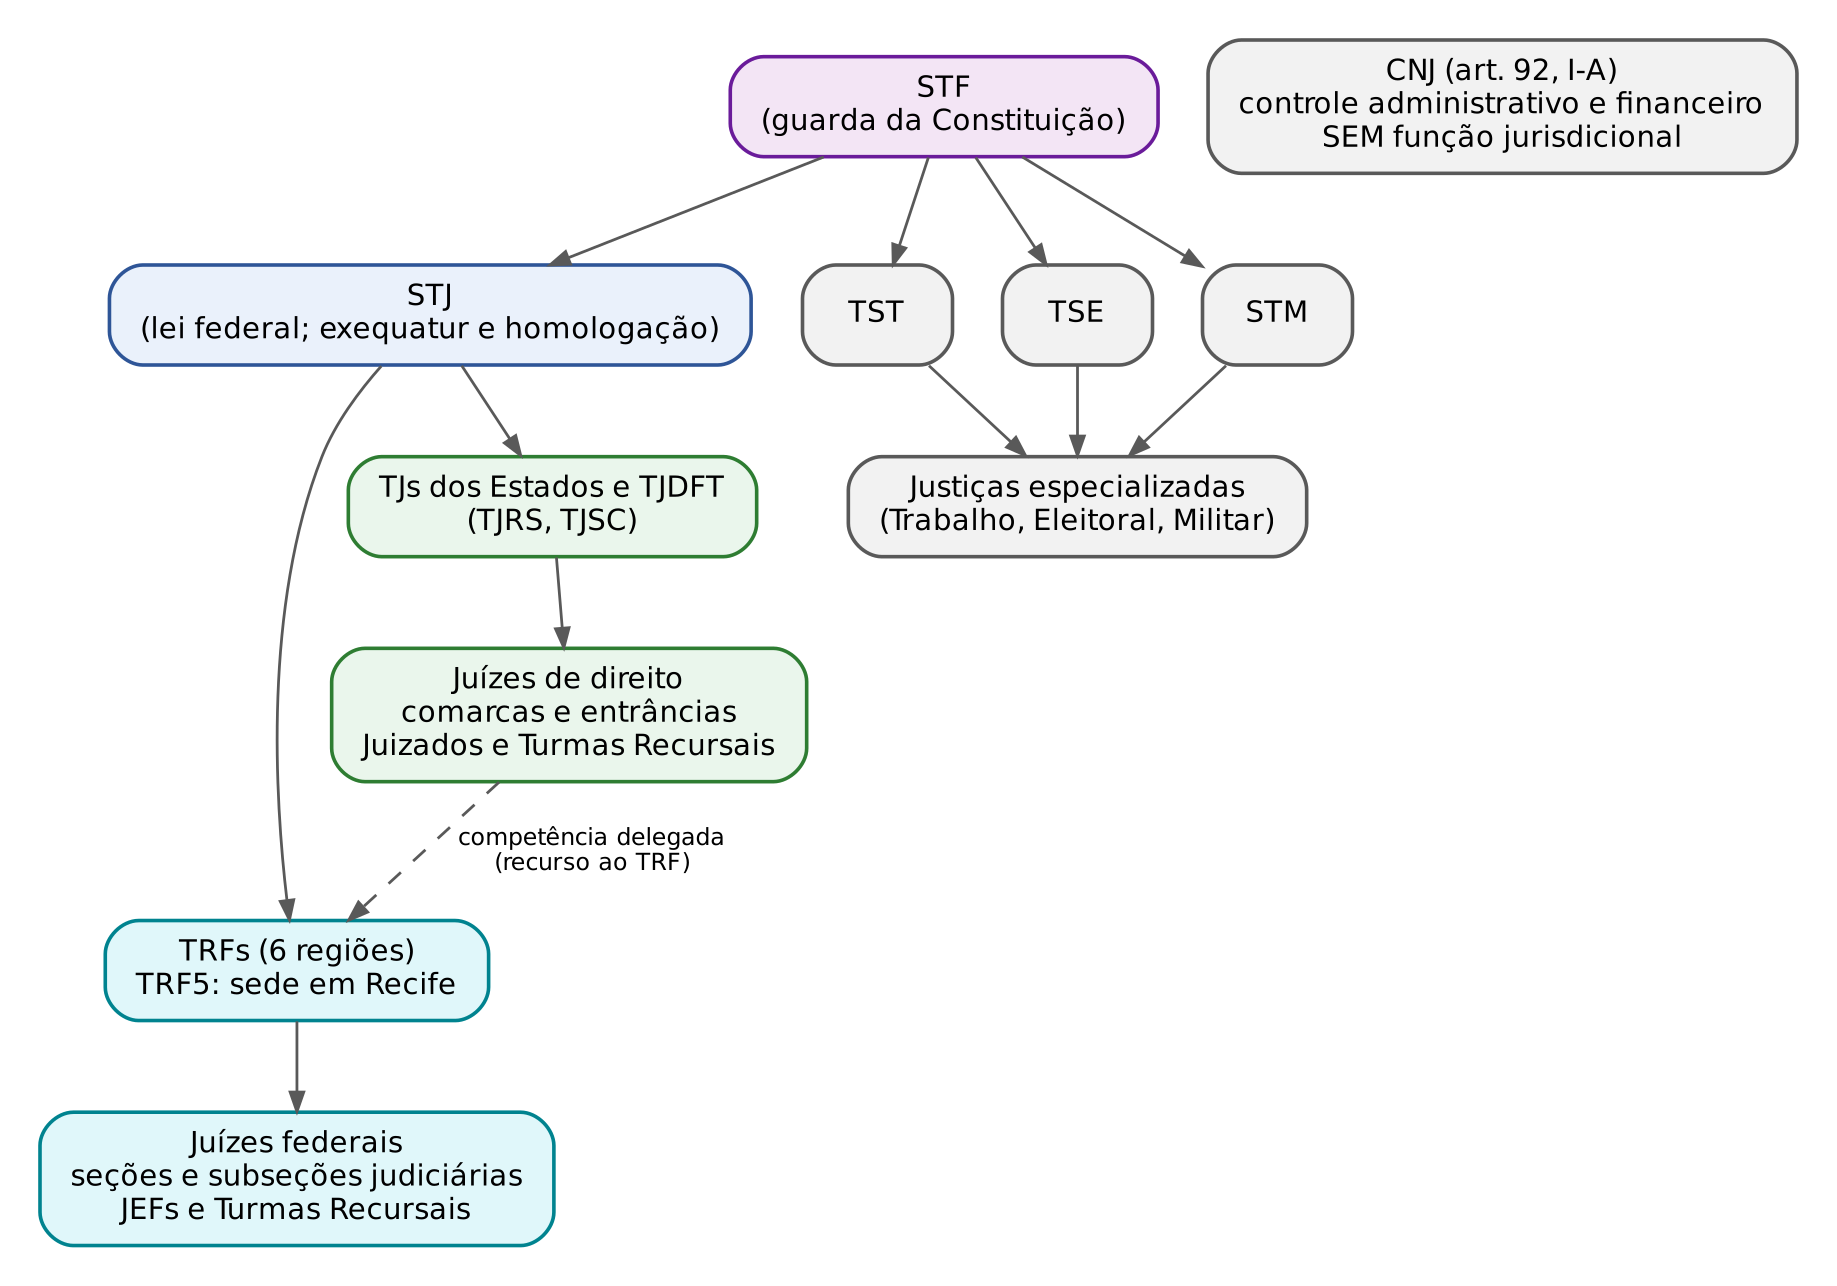 STF
(guarda da Constituição)
CNJ (art. 92, I-A)
controle administrativo e financeiro
SEM função jurisdicional
STJ
(lei federal; exequatur e homologação)
TST
TSE
STM
TJs dos Estados e TJDFT
(TJRS, TJSC)
Justiças especializadas
(Trabalho, Eleitoral, Militar)
Juízes de direito
comarcas e entrâncias
Juizados e Turmas Recursais
competência delegada
(recurso ao TRF)
TRFs (6 regiões)
TRF5: sede em Recife
Juízes federais
seções e subseções judiciárias
JEFs e Turmas Recursais